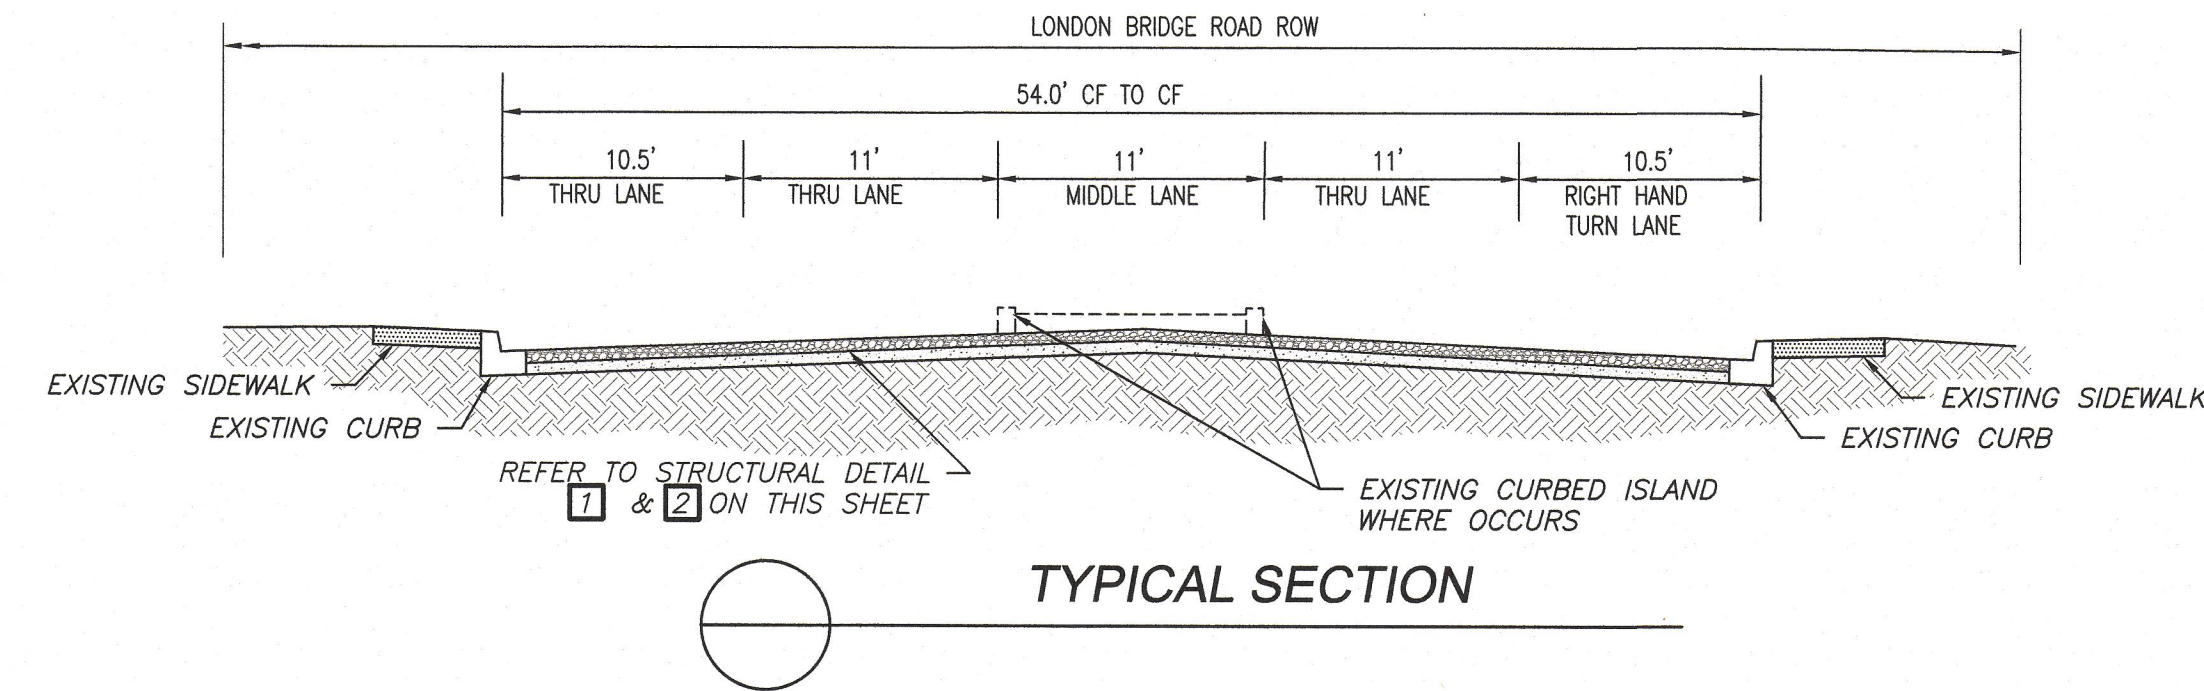 LONDON BRIDGE ROAD ROW
54.0' CF TO CF
10.5'
THRU LANE
11'
THRU LANE
11'
MIDDLE LANE
11'
THRU LANE
10.5'
RIGHT HAND
TURN LANE
EXISTING SIDEWALK
EXISTING CURB
REFER TO STRUCTURAL DETAIL
1 & 2 ON THIS SHEET
EXISTING CURBED ISLAND
WHERE OCCURS
EXISTING SIDEWALK
EXISTING CURB
TYPICAL SECTION